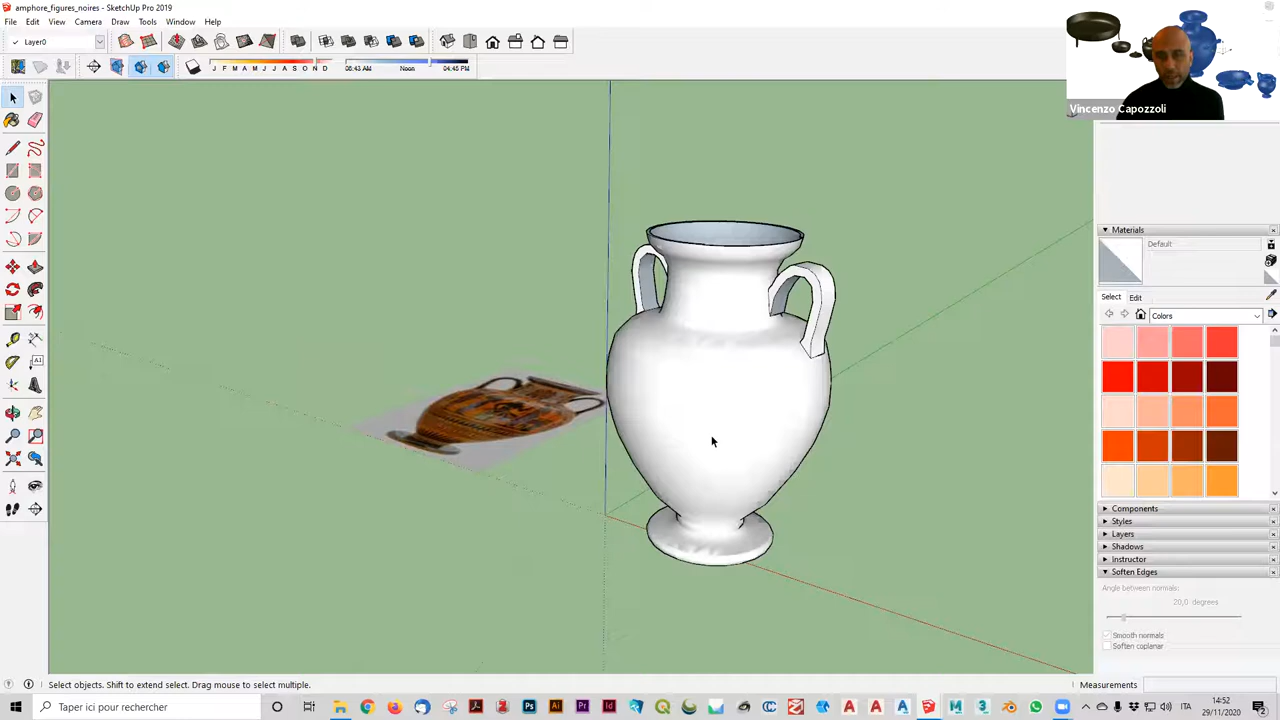 amphore_figures_noires - SketchUp Pro 2019
File Edit View Camera Draw Tools Window Help
Layer0
J F M A M J J A S O N D
06:43 AM Noon 04:45 PM
Vincenzo Capozzoli
Materials
Default
Select Edit
Colors
Components
Styles
Layers
Shadows
Instructor
Soften Edges
Angle between normals:
20,0 degrees
Smooth normals
Soften coplanar
Select objects. Shift to extend select. Drag mouse to select multiple.
Measurements
Taper ici pour rechercher
ITA
14:52
29/11/2020